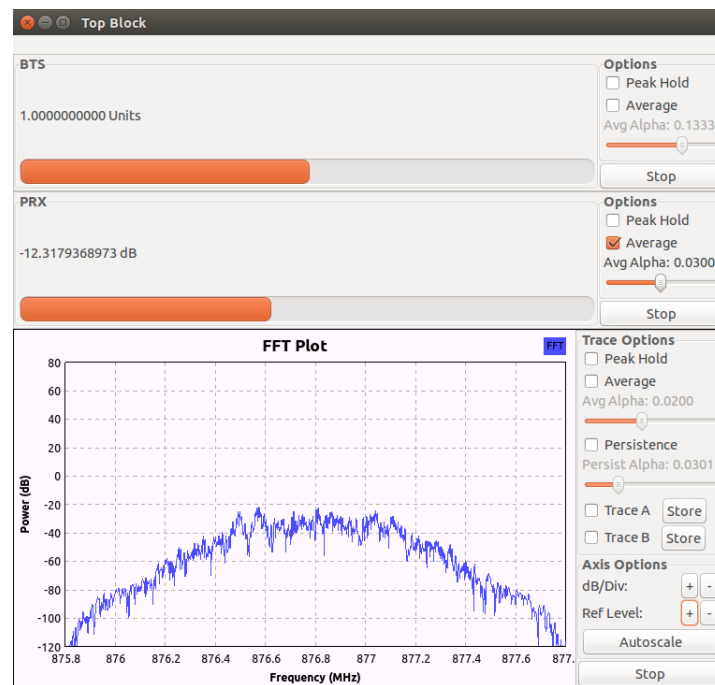 Top Block
BTS
1.0000000000 Units
Options
Peak Hold
Average
Avg Alpha: 0.1333
Stop
PRX
-12.3179368973 dB
Options
Peak Hold
Average
Avg Alpha: 0.0300
Stop
FFT Plot
FFT
80
60
40
20
0
-20
-40
-60
-80
-100
-120
Power (dB)
875.8 876 876.2 876.4 876.6 876.8 877 877.2 877.4 877.6 877.
Frequency (MHz)
Trace Options
Peak Hold
Average
Avg Alpha: 0.0200
Persistence
Persist Alpha: 0.0301
Trace A Store
Trace B Store
Axis Options
dB/Div: + -
Ref Level: + -
Autoscale
Stop